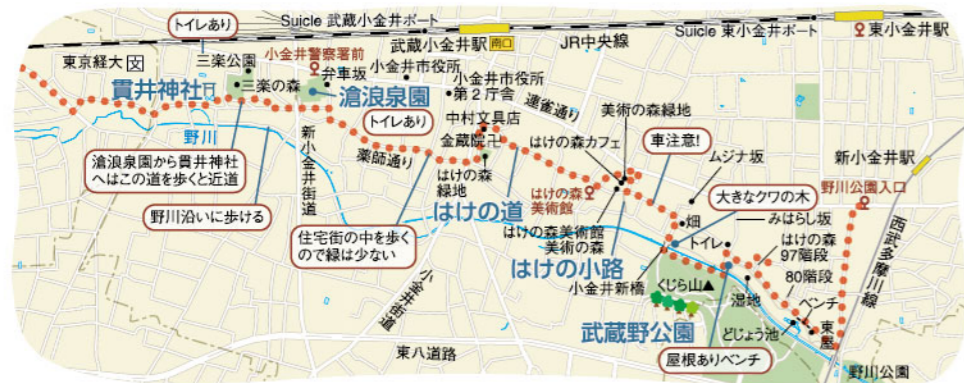 トイレあり
Suicle 武蔵小金井ポート
武蔵小金井駅
南口
JR中央線
Suicle 東小金井ポート
東小金井駅
東京経大
文
三楽公園
三楽の森
貫井神社
小金井警察署前
弁車坂
滄浪泉園
トイレあり
小金井市役所
小金井市役所
第2庁舎
連雀通り
中村文具店
金蔵院卍
美術の森緑地
はけの森カフェ
車注意!
ムジナ坂
新小金井駅
野川公園入口
野川
滄浪泉園から貫井神社
へはこの道を歩くと近道
野川沿いに歩ける
新小金井街道
薬師通り
住宅街の中を歩く
ので緑は少ない
はけの森
緑地
はけの道
はけの森
美術館
はけの森美術館
美術の森
はけの小路
大きなクワの木
畑
みはらし坂
トイレ
はけの森
97階段
80階段
西武多摩川線
小金井新橋
くじら山▲
湿地
ベンチ
東屋
どじょう池
武蔵野公園
屋根ありベンチ
小金井街道
東八道路
野川公園